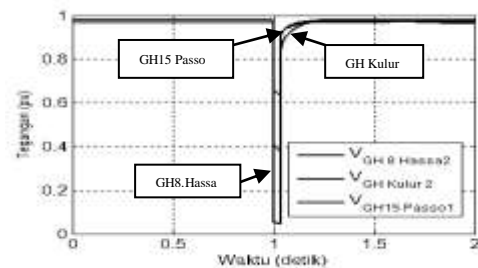 1
0.8
0.6
0.4
0.2
0
Tegangan (ps)
GH15 Passo
GH Kulur
GH8.Hassa
V GH 8 Hassa2
V GH Kulur 2
V GH15-Passo1
0 0.5 1 1.5 2
Waktu (detik)